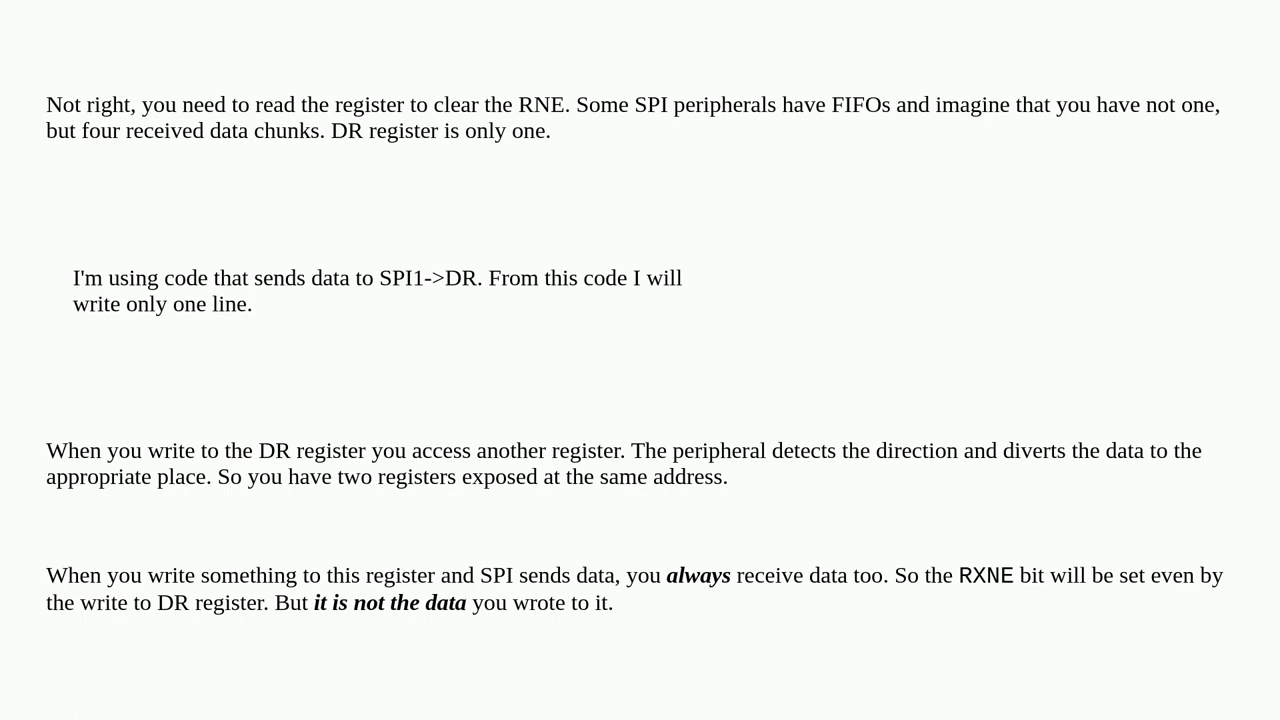 Not right, you need to read the register to clear the RNE. Some SPI peripherals have FIFOs and imagine that you have not one,
but four received data chunks. DR register is only one.
I'm using code that sends data to SPI1->DR. From this code I will
write only one line.
When you write to the DR register you access another register. The peripheral detects the direction and diverts the data to the
appropriate place. So you have two registers exposed at the same address.
When you write something to this register and SPI sends data, you always receive data too. So the RXNE bit will be set even by
the write to DR register. But it is not the data you wrote to it.